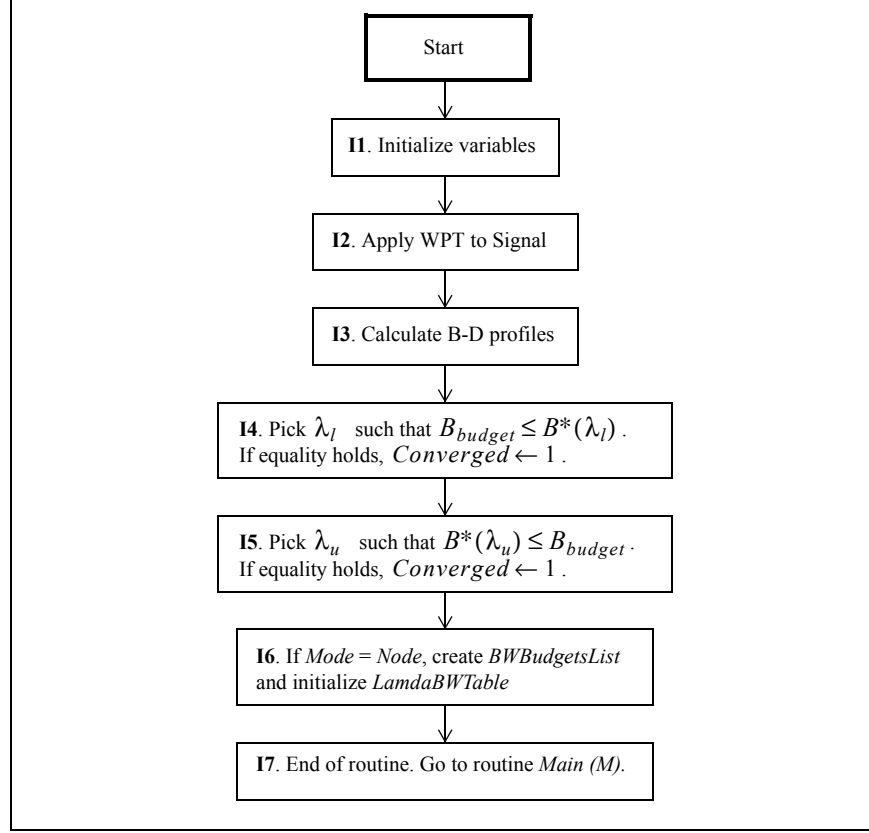 Start
I1. Initialize variables
I2. Apply WPT to Signal
I3. Calculate B-D profiles
I4. Pick λ_l such that B_budget ≤ B*(λ_l).
If equality holds, Converged ← 1.
I5. Pick λ_u such that B*(λ_u) ≤ B_budget.
If equality holds, Converged ← 1.
I6. If Mode = Node, create BWBudgetsList
and initialize LamdaBWTable
I7. End of routine. Go to routine Main (M).